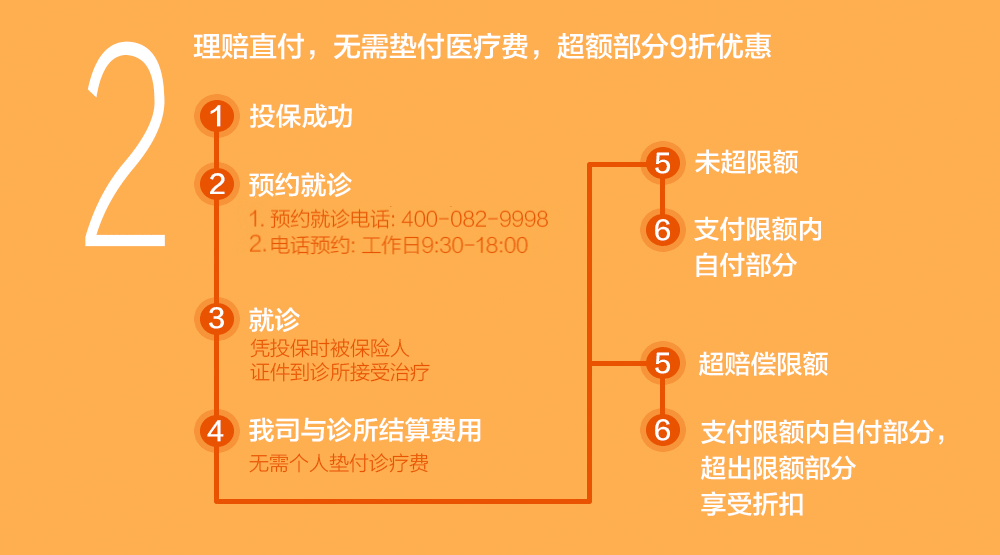 2
理赔直付，无需垫付医疗费，超额部分9折优惠
1 投保成功
2 预约就诊
1. 预约就诊电话: 400-082-9998
2. 电话预约: 工作日9:30-18:00
3 就诊
凭投保时被保险人
证件到诊所接受治疗
4 我司与诊所结算费用
无需个人垫付诊疗费
5 未超限额
6 支付限额内
自付部分
5 超赔偿限额
6 支付限额内自付部分，
超出限额部分
享受折扣